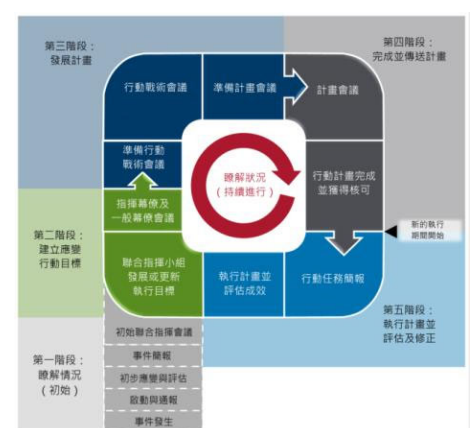 第三階段：
發展計畫
第四階段：
完成並傳送計畫
行動戰術會議
準備計畫會議
計畫會議
準備行動
戰術會議
瞭解狀況
（持續進行）
行動計畫完成
並獲得核可
指揮幕僚及
一般幕僚會議
新的執行
期間開始
第二階段：
建立應變
行動目標
聯合指揮小組
發展或更新
執行目標
執行計畫並
評估成效
行動任務簡報
第五階段：
執行計畫並
評估及修正
第一階段：
瞭解情況
（初始）
初始聯合指揮會議
事件簡報
初步應變與評估
啟動與通報
事件發生